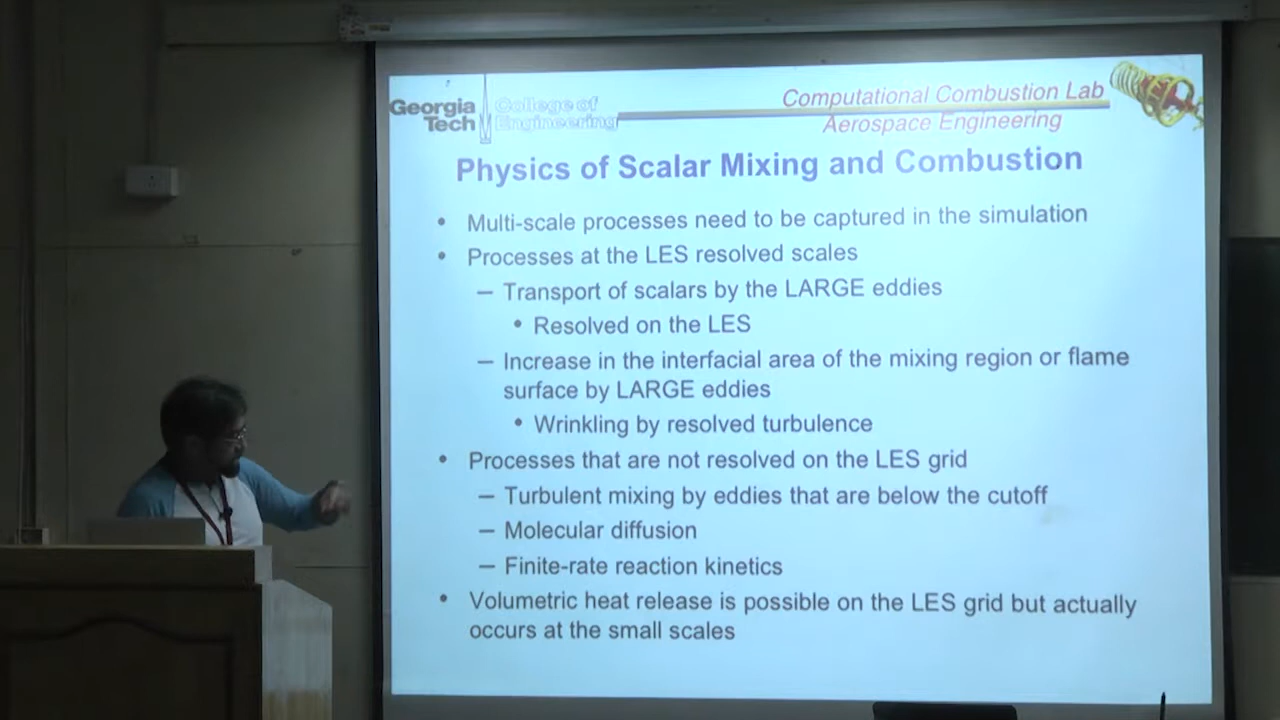 Georgia
Tech
College of
Engineering
Computational Combustion Lab
Aerospace Engineering
Physics of Scalar Mixing and Combustion
• Multi-scale processes need to be captured in the simulation
• Processes at the LES resolved scales
– Transport of scalars by the LARGE eddies
• Resolved on the LES
– Increase in the interfacial area of the mixing region or flame
surface by LARGE eddies
• Wrinkling by resolved turbulence
• Processes that are not resolved on the LES grid
– Turbulent mixing by eddies that are below the cutoff
– Molecular diffusion
– Finite-rate reaction kinetics
• Volumetric heat release is possible on the LES grid but actually
occurs at the small scales